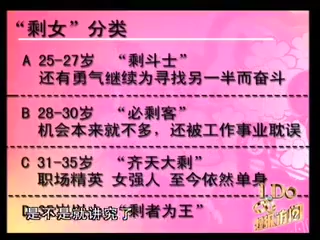 “剩女”分类
A 25-27岁 “剩斗士”
还有勇气继续为寻找另一半而奋斗
B 28-30岁 “必剩客”
机会本来就不多，还被工作事业耽误
C 31-35岁 “齐天大剩”
职场精英 女强人 至今依然单身
“剩者为王”
是不是就讲究了
I Do